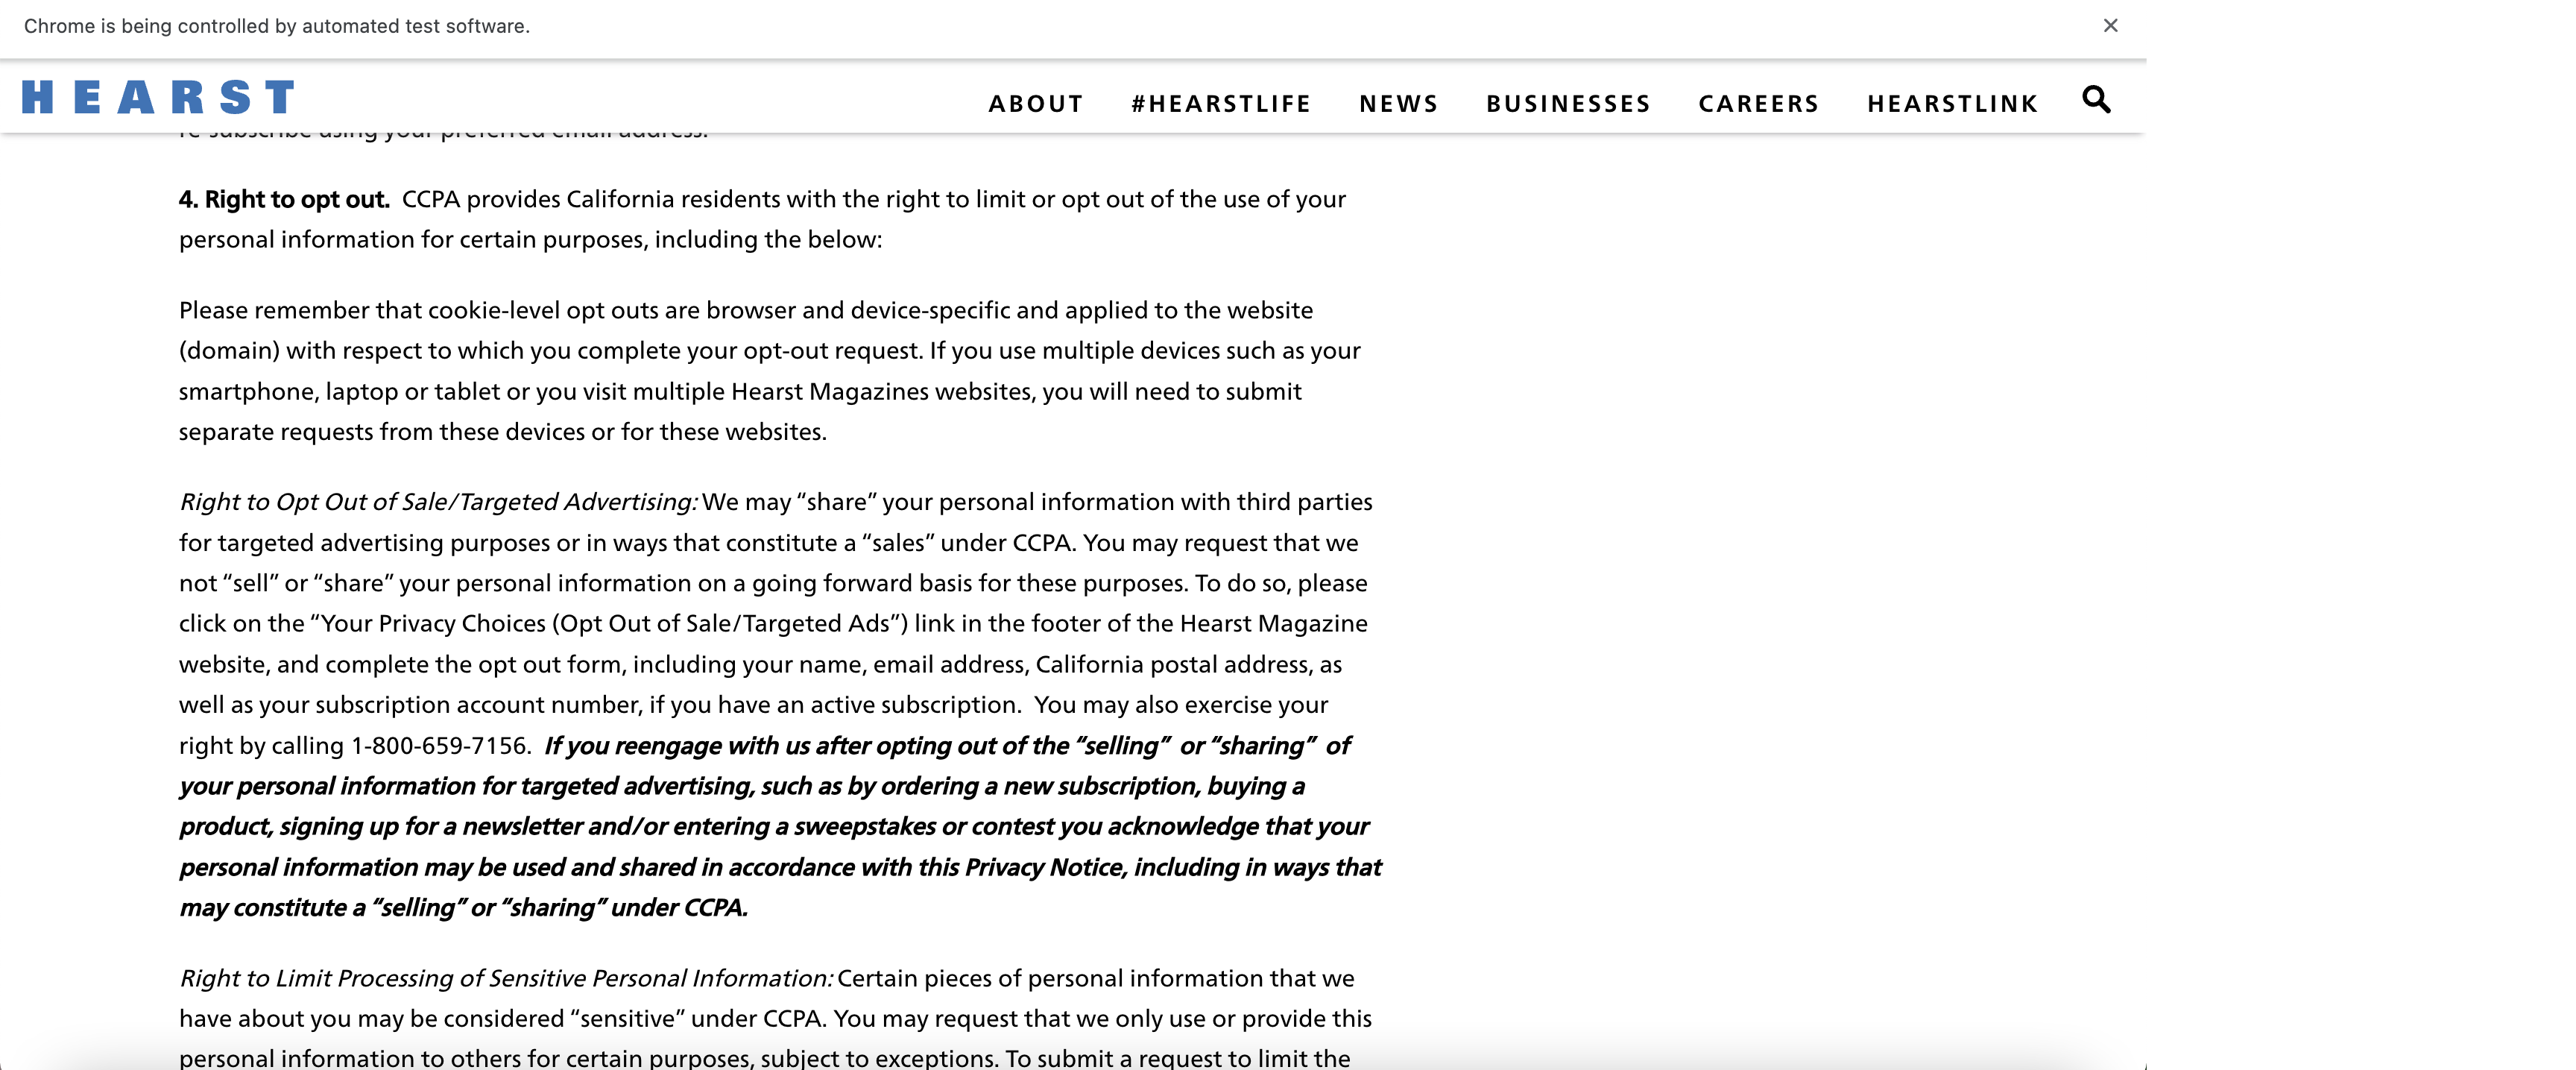 Chrome is being controlled by automated test software.
HEARST
ABOUT #HEARSTLIFE NEWS BUSINESSES CAREERS HEARSTLINK
re-subscribe using your preferred email address.
4. Right to opt out.  CCPA provides California residents with the right to limit or opt out of the use of your
personal information for certain purposes, including the below:
Please remember that cookie-level opt outs are browser and device-specific and applied to the website
(domain) with respect to which you complete your opt-out request. If you use multiple devices such as your
smartphone, laptop or tablet or you visit multiple Hearst Magazines websites, you will need to submit
separate requests from these devices or for these websites.
Right to Opt Out of Sale/Targeted Advertising: We may “share” your personal information with third parties
for targeted advertising purposes or in ways that constitute a “sales” under CCPA. You may request that we
not “sell” or “share” your personal information on a going forward basis for these purposes. To do so, please
click on the “Your Privacy Choices (Opt Out of Sale/Targeted Ads”) link in the footer of the Hearst Magazine
website, and complete the opt out form, including your name, email address, California postal address, as
well as your subscription account number, if you have an active subscription.  You may also exercise your
right by calling 1-800-659-7156.  If you reengage with us after opting out of the “selling”  or “sharing”  of
your personal information for targeted advertising, such as by ordering a new subscription, buying a
product, signing up for a newsletter and/or entering a sweepstakes or contest you acknowledge that your
personal information may be used and shared in accordance with this Privacy Notice, including in ways that
may constitute a “selling” or “sharing” under CCPA.
Right to Limit Processing of Sensitive Personal Information: Certain pieces of personal information that we
have about you may be considered “sensitive” under CCPA. You may request that we only use or provide this
personal information to others for certain purposes, subject to exceptions. To submit a request to limit the